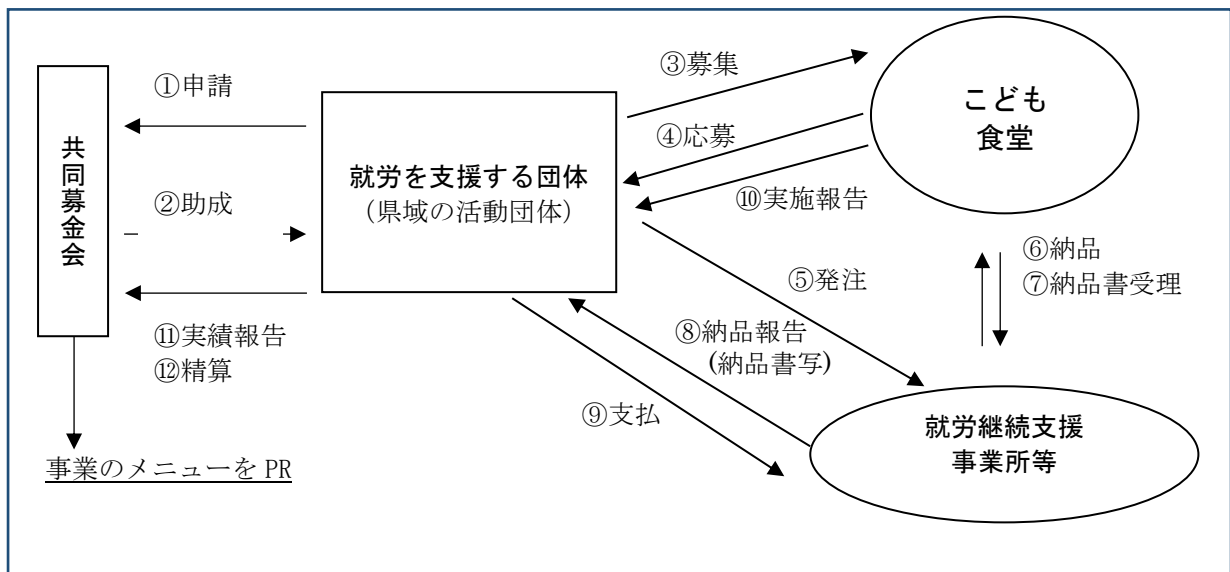 ①申請
共同募金会
②助成
⑪実績報告
⑫精算
事業のメニューを PR
就労を支援する団体
（県域の活動団体）
③募集
④応募
⑩実施報告
こども
食堂
⑤発注
⑥納品
⑦納品書受理
⑧納品報告
(納品書写)
⑨支払
就労継続支援
事業所等